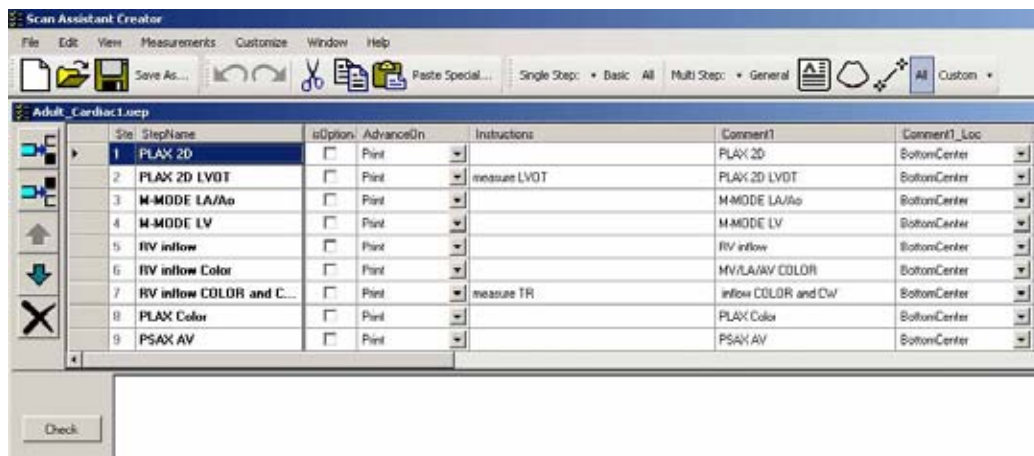 Scan Assistant Creator
File Edit View Measurements Customize Window Help
Save As... Paste Special... Single Step: • Basic All Multi Step: • General All Custom •
Adult_Cardiac1.uep
Ste StepName isOption AdvanceOn Instructions Comment1 Comment1_Loc
1 PLAX 2D Print PLAX 2D BottomCenter
2 PLAX 2D LVOT Print measure LVOT PLAX 2D LVOT BottomCenter
3 M-MODE LA/Ao Print M-MODE LA/Ao BottomCenter
4 M-MODE LV Print M-MODE LV BottomCenter
5 RV inflow Print RV inflow BottomCenter
6 RV inflow Color Print MV/LA/AV COLOR BottomCenter
7 RV inflow COLOR and C... Print measure TR inflow COLOR and CW BottomCenter
8 PLAX Color Print PLAX Color BottomCenter
9 PSAX AV Print PSAX AV BottomCenter
Check